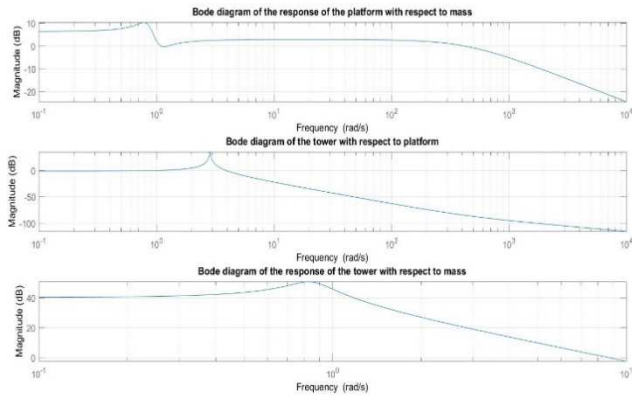 Bode diagram of the response of the platform with respect to mass
Magnitude (dB)
10
0
-10
-20
10-1 100 101 102 103 104
Frequency (rad/s)
Bode diagram of the tower with respect to platform
Magnitude (dB)
0
-50
-100
10-1 100 101 102 103 104
Frequency (rad/s)
Bode diagram of the response of the tower with respect to mass
Magnitude (dB)
40
20
0
10-1 100 101
Frequency (rad/s)